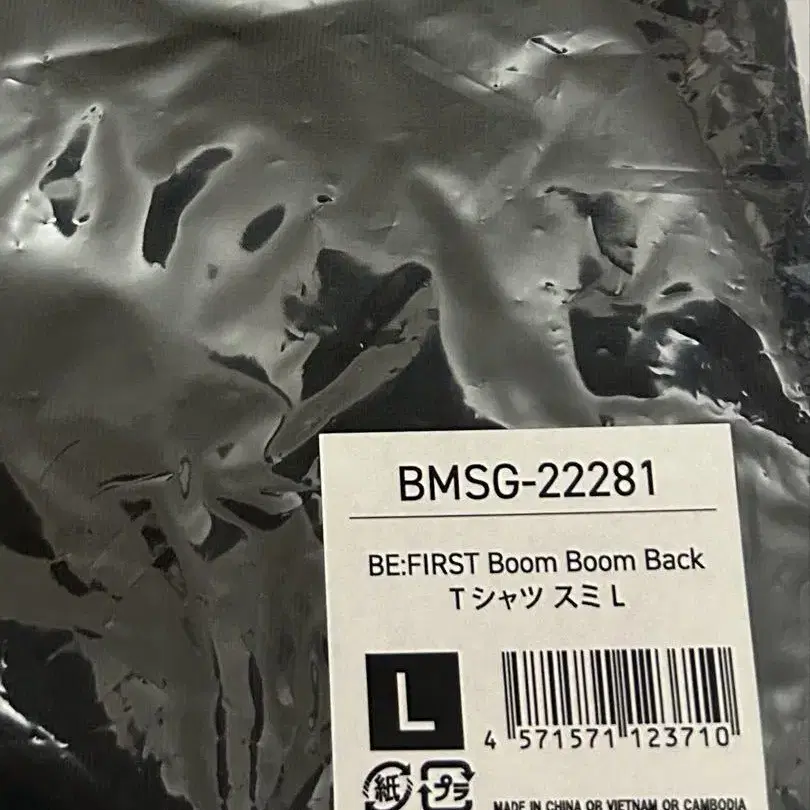 BMSG-22281
BE:FIRST Boom Boom Back
Tシャツ スミ L
L
4 571571 123710
紙 プラ
MADE IN CHINA OR VIETNAM OR CAMBODIA